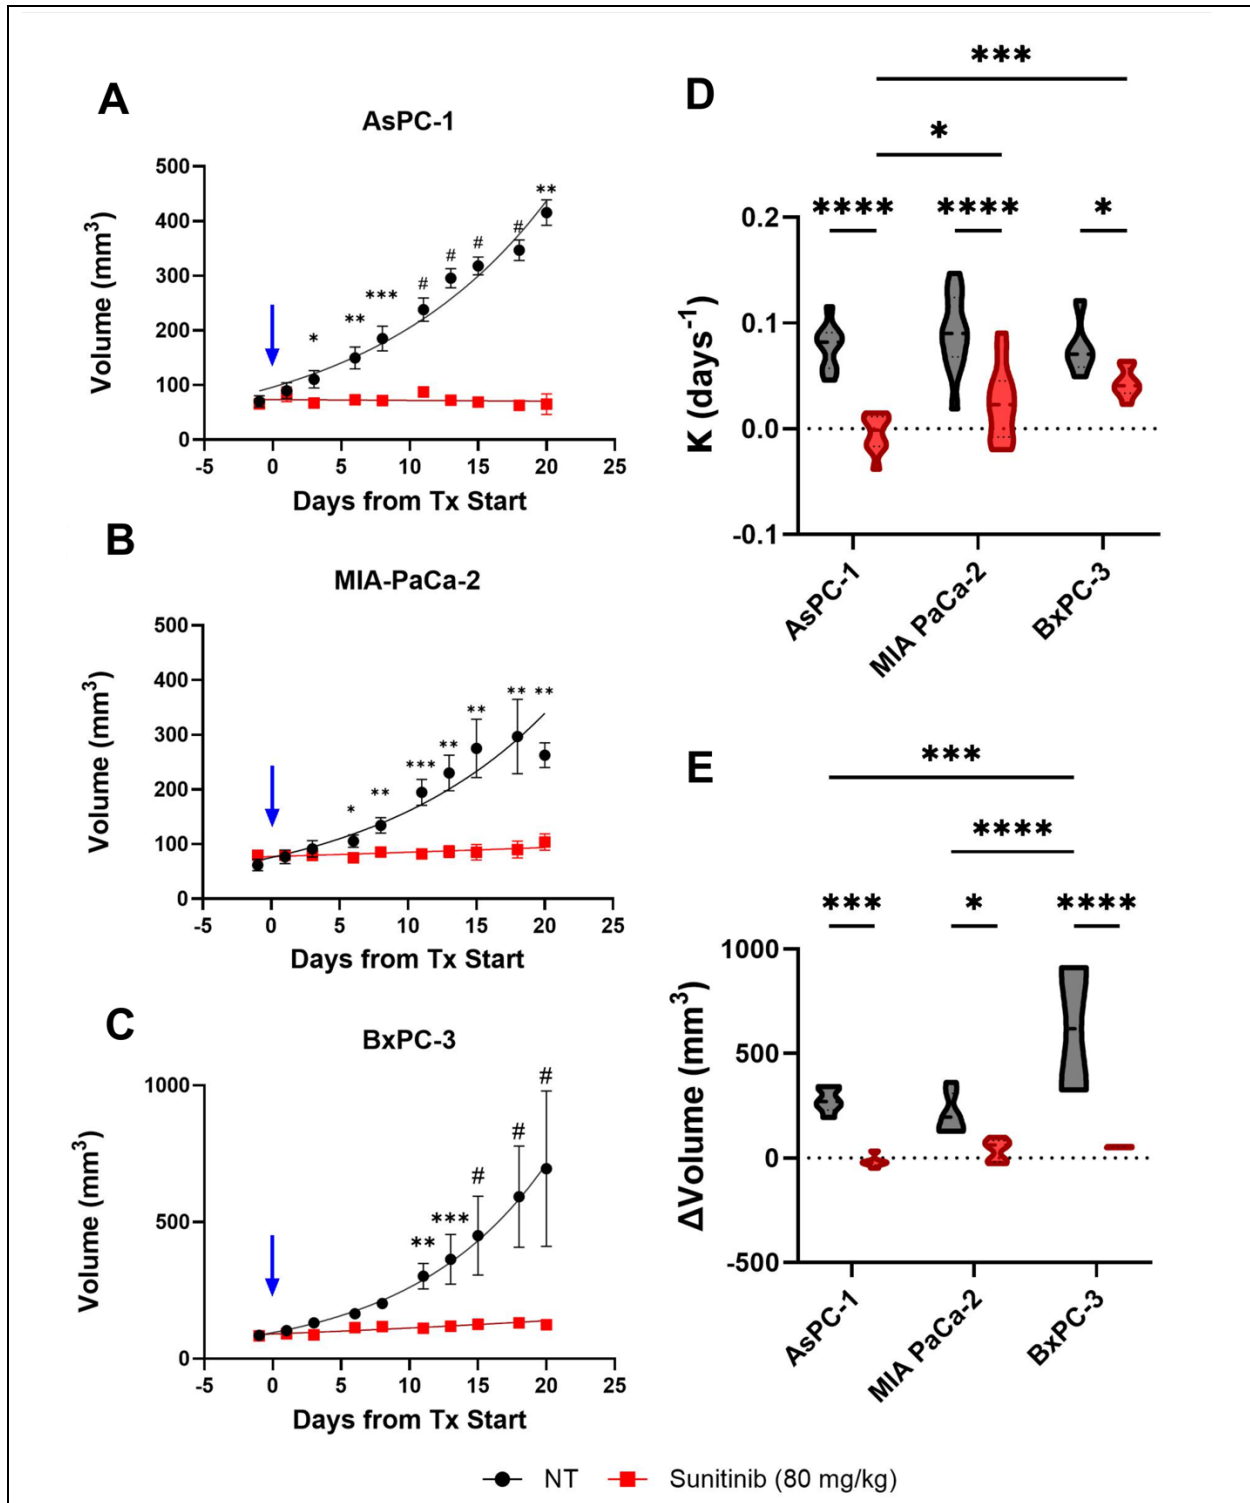 A
AsPC-1
500
400
300
200
100
0
Volume (mm³)
* ** *** # # # # **
-5 0 5 10 15 20 25
Days from Tx Start
B
MIA-PaCa-2
500
400
300
200
100
0
Volume (mm³)
* ** *** ** ** ** **
-5 0 5 10 15 20 25
Days from Tx Start
C
BxPC-3
1000
500
0
Volume (mm³)
** *** # # #
-5 0 5 10 15 20 25
Days from Tx Start
D
***
*
**** **** *
0.2
0.1
0.0
-0.1
K (days⁻¹)
AsPC-1
MIA PaCa-2
BxPC-3
E
***
****
*** * ****
1000
500
0
-500
ΔVolume (mm³)
AsPC-1
MIA PaCa-2
BxPC-3
NT Sunitinib (80 mg/kg)